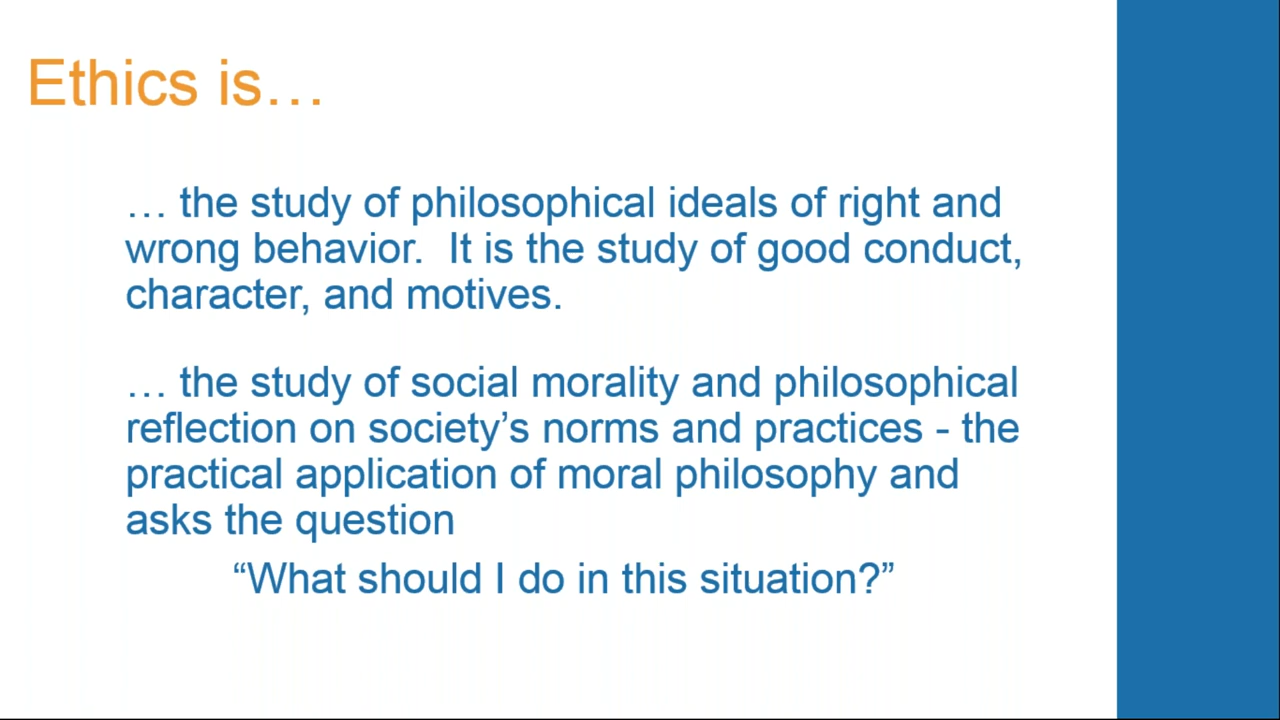 Ethics is…
… the study of philosophical ideals of right and
wrong behavior.  It is the study of good conduct,
character, and motives.
… the study of social morality and philosophical
reflection on society’s norms and practices - the
practical application of moral philosophy and
asks the question
“What should I do in this situation?”